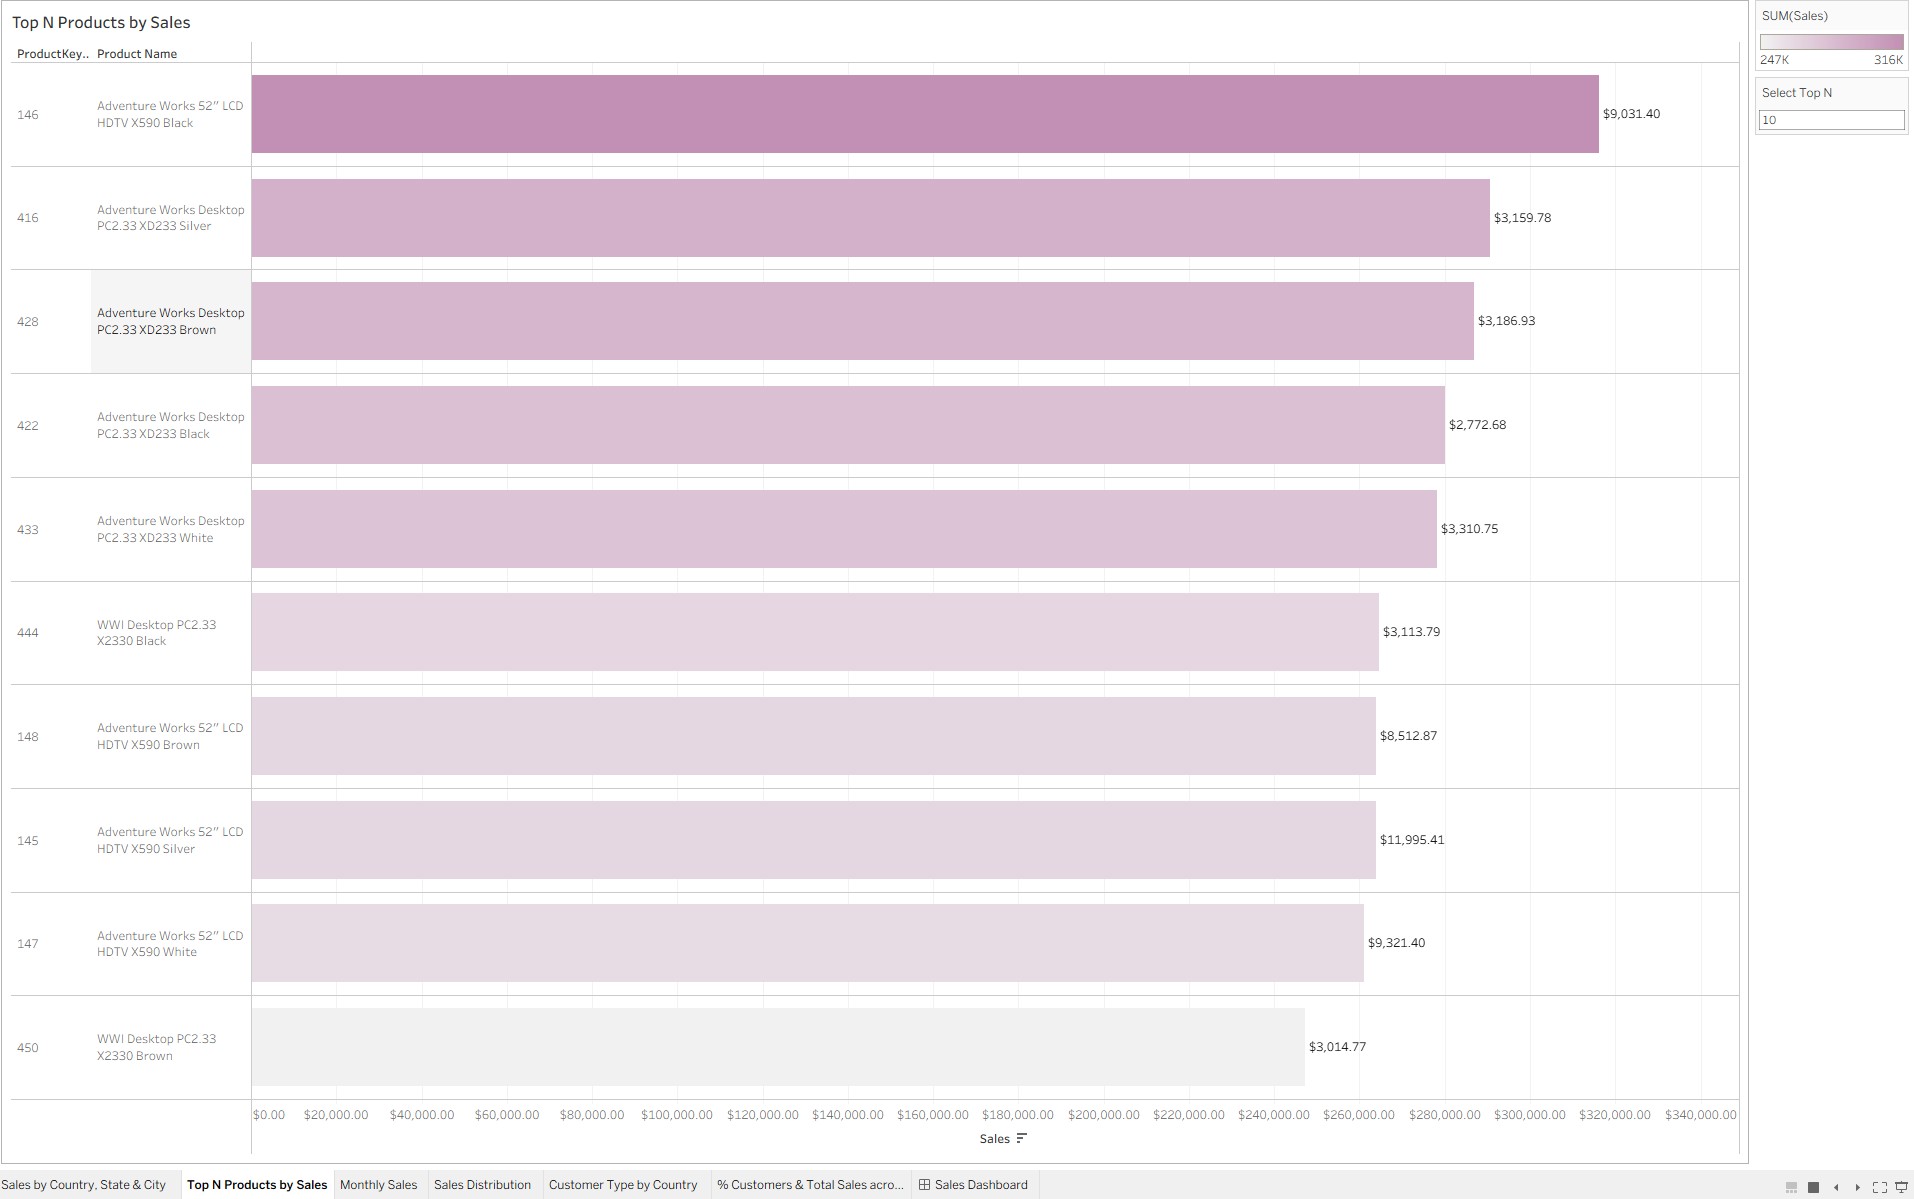 Top N Products by Sales
ProductKey.. Product Name
146
Adventure Works 52″ LCD
HDTV X590 Black
$9,031.40
416
Adventure Works Desktop
PC2.33 XD233 Silver
$3,159.78
428
Adventure Works Desktop
PC2.33 XD233 Brown
$3,186.93
422
Adventure Works Desktop
PC2.33 XD233 Black
$2,772.68
433
Adventure Works Desktop
PC2.33 XD233 White
$3,310.75
444
WWI Desktop PC2.33
X2330 Black
$3,113.79
148
Adventure Works 52″ LCD
HDTV X590 Brown
$8,512.87
145
Adventure Works 52″ LCD
HDTV X590 Silver
$11,995.41
147
Adventure Works 52″ LCD
HDTV X590 White
$9,321.40
450
WWI Desktop PC2.33
X2330 Brown
$3,014.77
$0.00 $20,000.00 $40,000.00 $60,000.00 $80,000.00 $100,000.00 $120,000.00 $140,000.00 $160,000.00 $180,000.00 $200,000.00 $220,000.00 $240,000.00 $260,000.00 $280,000.00 $300,000.00 $320,000.00 $340,000.00
Sales
SUM(Sales)
247K 316K
Select Top N
10
Sales by Country, State & City Top N Products by Sales Monthly Sales Sales Distribution Customer Type by Country % Customers & Total Sales acro... Sales Dashboard